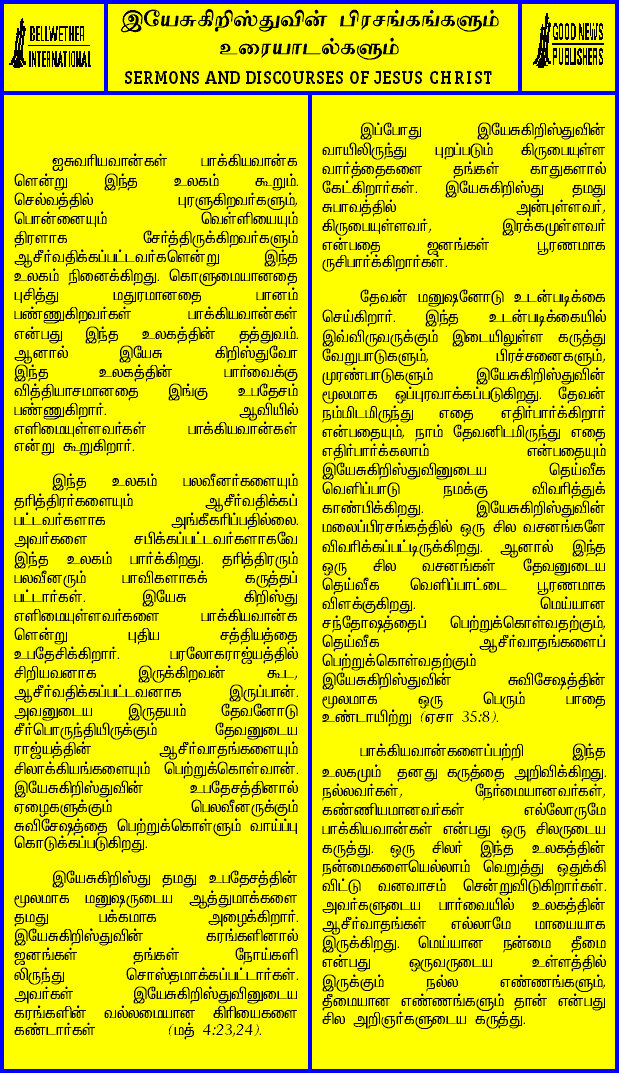 BELLWETHER
INTERNATIONAL
இயேசுகிறிஸ்துவின் பிரசங்கங்களும்
உரையாடல்களும்
SERMONS AND DISCOURSES OF JESUS CHRIST
GOOD NEWS
PUBLISHERS
ஐசுவரியவான்கள் பாக்கியவான்க
ளென்று இந்த உலகம் கூறும்.
செல்வத்தில் புரளுகிறவர்களும்,
பொன்னையும் வெள்ளியையும்
திரளாக சேர்த்திருக்கிறவர்களும்
ஆசீர்வதிக்கப்பட்டவர்களென்று இந்த
உலகம் நினைக்கிறது. கொளுமையானதை
புசித்து மதுரமானதை பானம்
பண்ணுகிறவர்கள் பாக்கியவான்கள்
என்பது இந்த உலகத்தின் தத்துவம்.
ஆனால் இயேசு கிறிஸ்துவோ
இந்த உலகத்தின் பார்வைக்கு
வித்தியாசமானதை இங்கு உபதேசம்
பண்ணுகிறார். ஆவியில்
எளிமையுள்ளவர்கள் பாக்கியவான்கள்
என்று கூறுகிறார்.
இந்த உலகம் பலவீனர்களையும்
தரித்திரர்களையும் ஆசீர்வதிக்கப்
பட்டவர்களாக அங்கீகரிப்பதில்லை.
அவர்களை சபிக்கப்பட்டவர்களாகவே
இந்த உலகம் பார்க்கிறது. தரித்திரரும்
பலவீனரும் பாவிகளாகக் கருத்தப்
பட்டார்கள். இயேசு கிறிஸ்து
எளிமையுள்ளவர்களை பாக்கியவான்க
ளென்று புதிய சத்தியத்தை
உபதேசிக்கிறார். பரலோகராஜ்யத்தில்
சிறியவனாக இருக்கிறவன் கூட,
ஆசீர்வதிக்கப்பட்டவனாக இருப்பான்.
அவனுடைய இருதயம் தேவனோடு
சீர்பொருந்தியிருக்கும் தேவனுடைய
ராஜ்யத்தின் ஆசீர்வாதங்களையும்
சிலாக்கியங்களையும் பெற்றுக்கொள்வான்.
இயேசுகிறிஸ்துவின் உபதேசத்தினால்
ஏழைகளுக்கும் பெலவீனருக்கும்
சுவிசேஷத்தை பெற்றுக்கொள்ளும் வாய்ப்பு
கொடுக்கப்படுகிறது.
இயேசுகிறிஸ்து தமது உபதேசத்தின்
மூலமாக மனுஷருடைய ஆத்துமாக்களை
தமது பக்கமாக அழைக்கிறார்.
இயேசுகிறிஸ்துவின் கரங்களினால்
ஜனங்கள் தங்கள் நோய்களி
லிருந்து சொஸ்தமாக்கப்பட்டார்கள்.
அவர்கள் இயேசுகிறிஸ்துவினுடைய
கரங்களின் வல்லமையான கிரியைகளை
கண்டார்கள் (மத் 4:23,24).
இப்போது இயேசுகிறிஸ்துவின்
வாயிலிருந்து புறப்படும் கிருபையுள்ள
வார்த்தைகளை தங்கள் காதுகளால்
கேட்கிறார்கள். இயேசுகிறிஸ்து தமது
சுபாவத்தில் அன்புள்ளவர்,
கிருபையுள்ளவர், இரக்கமுள்ளவர்
என்பதை ஜனங்கள் பூரணமாக
ருசிபார்க்கிறார்கள்.
தேவன் மனுஷனோடு உடன்படிக்கை
செய்கிறார். இந்த உடன்படிக்கையில்
இவ்விருவருக்கும் இடையிலுள்ள கருத்து
வேறுபாடுகளும், பிரச்சனைகளும்,
முரண்பாடுகளும் இயேசுகிறிஸ்துவின்
மூலமாக ஒப்புரவாக்கப்படுகிறது. தேவன்
நம்மிடமிருந்து எதை எதிர்பார்க்கிறார்
என்பதையும், நாம் தேவனிடமிருந்து எதை
எதிர்பார்க்கலாம் என்பதையும்
இயேசுகிறிஸ்துவினுடைய தெய்வீக
வெளிப்பாடு நமக்கு விவரித்துக்
காண்பிக்கிறது. இயேசுகிறிஸ்துவின்
மலைப்பிரசங்கத்தில் ஒரு சில வசனங்களே
விவரிக்கப்பட்டிருக்கிறது. ஆனால் இந்த
ஒரு சில வசனங்கள் தேவனுடைய
தெய்வீக வெளிப்பாட்டை பூரணமாக
விளக்குகிறது. மெய்யான
சந்தோஷத்தைப் பெற்றுக்கொள்வதற்கும்,
தெய்வீக ஆசீர்வாதங்களைப்
பெற்றுக்கொள்வதற்கும்
இயேசுகிறிஸ்துவின் சுவிசேஷத்தின்
மூலமாக ஒரு பெரும் பாதை
உண்டாயிற்று (ஏசா 35:8).
பாக்கியவான்களைப்பற்றி இந்த
உலகமும் தனது கருத்தை அறிவிக்கிறது.
நல்லவர்கள், நேர்மையானவர்கள்,
கண்ணியமானவர்கள் எல்லோருமே
பாக்கியவான்கள் என்பது ஒரு சிலருடைய
கருத்து. ஒரு சிலர் இந்த உலகத்தின்
நன்மைகளையெல்லாம் வெறுத்து ஒதுக்கி
விட்டு வனவாசம் சென்றுவிடுகிறார்கள்.
அவர்களுடைய பார்வையில் உலகத்தின்
ஆசீர்வாதங்கள் எல்லாமே மாயையாக
இருக்கிறது. மெய்யான நன்மை தீமை
என்பது ஒருவருடைய உள்ளத்தில்
இருக்கும் நல்ல எண்ணங்களும்,
தீமையான எண்ணங்களும் தான் என்பது
சில அறிஞர்களுடைய கருத்து.